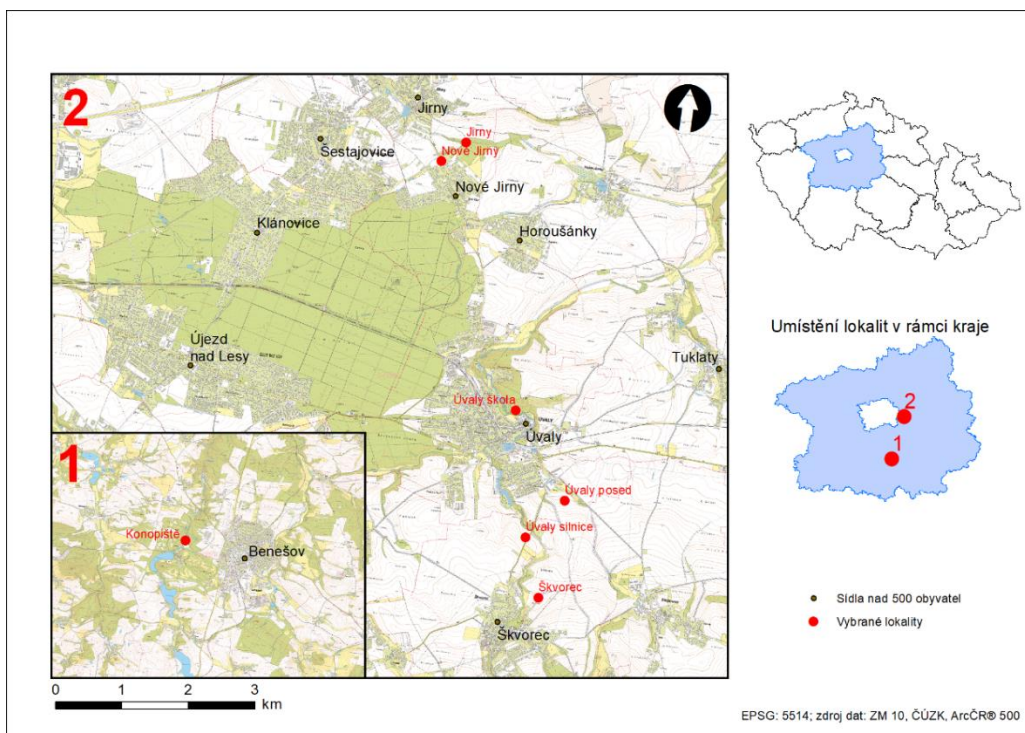 2
Jirny
Jirny
Šestajovice
Nové Jirny
Nové Jirny
Klánovice
Horoušánky
Újezd
nad Lesy
Tuklaty
Úvaly škola
Úvaly
Úvaly posed
Úvaly silnice
Škvorec
Škvorec
1
Konopiště
Benešov
0 1 2 3
km
Umístění lokalit v rámci kraje
2
1
Sídla nad 500 obyvatel
Vybrané lokality
EPSG: 5514; zdroj dat: ZM 10, ČÚZK, ArcČR® 500